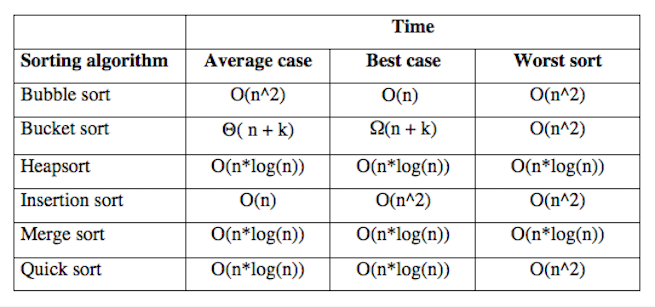 Time
Sorting algorithm Average case Best case Worst sort
Bubble sort O(n^2) O(n) O(n^2)
Bucket sort Θ( n + k) Ω(n + k) O(n^2)
Heapsort O(n*log(n)) O(n*log(n)) O(n*log(n))
Insertion sort O(n) O(n^2) O(n^2)
Merge sort O(n*log(n)) O(n*log(n)) O(n*log(n))
Quick sort O(n*log(n)) O(n*log(n)) O(n^2)